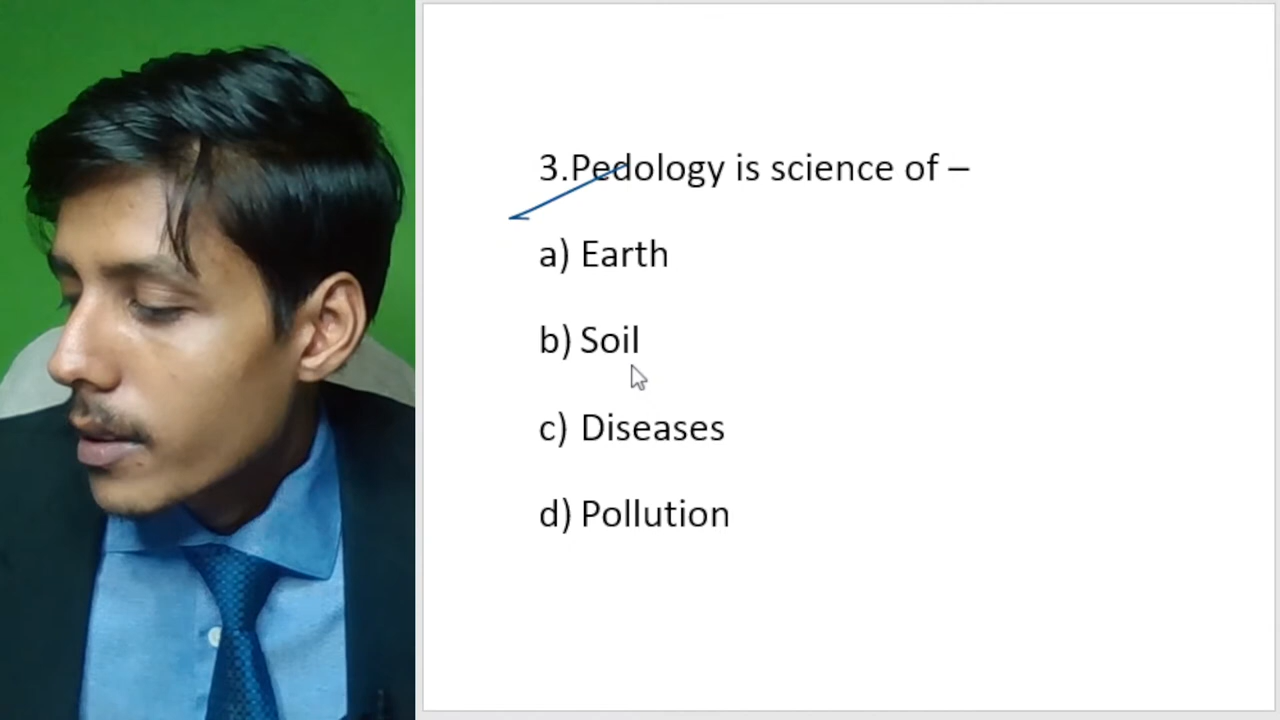 3.Pedology is science of –
a) Earth
b) Soil
c) Diseases
d) Pollution